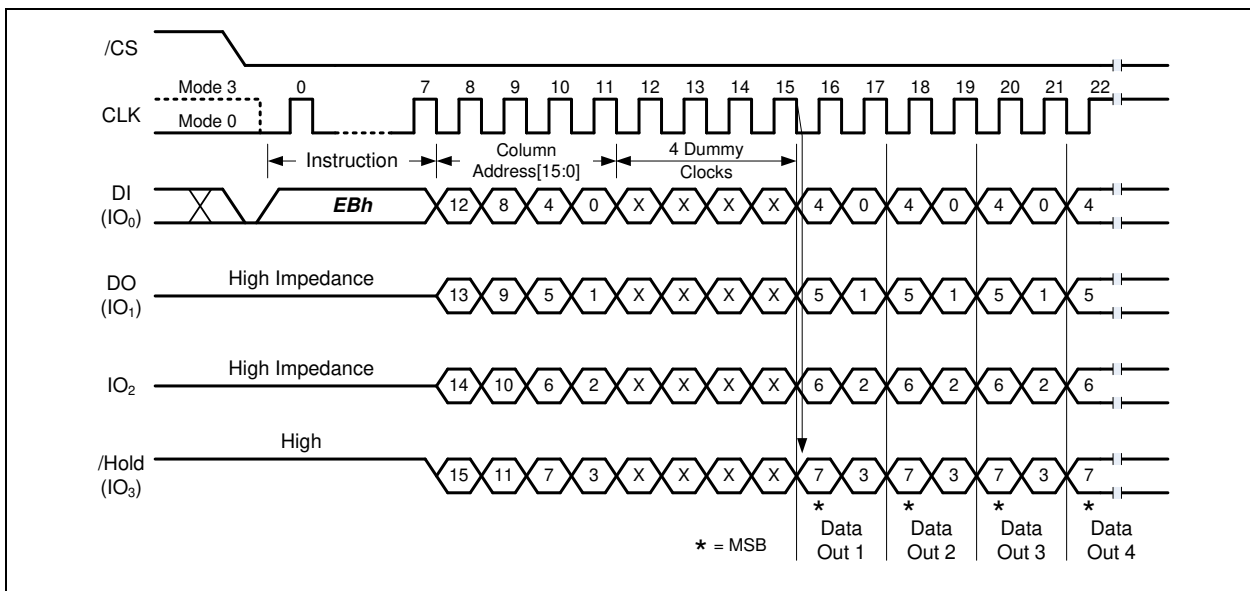 /CS
Mode 3 0 7 8 9 10 11 12 13 14 15 16 17 18 19 20 21 22
CLK
Mode 0
Instruction
Column
Address[15:0]
4 Dummy
Clocks
DI
(IO0)
EBh 12 8 4 0 X X X X 4 0 4 0 4 0 4
High Impedance
DO
(IO1)
13 9 5 1 X X X X 5 1 5 1 5 1 5
High Impedance
IO2
14 10 6 2 X X X X 6 2 6 2 6 2 6
High
/Hold
(IO3)
15 11 7 3 X X X X 7 3 7 3 7 3 7
* * * *
* = MSB
Data
Out 1
Data
Out 2
Data
Out 3
Data
Out 4